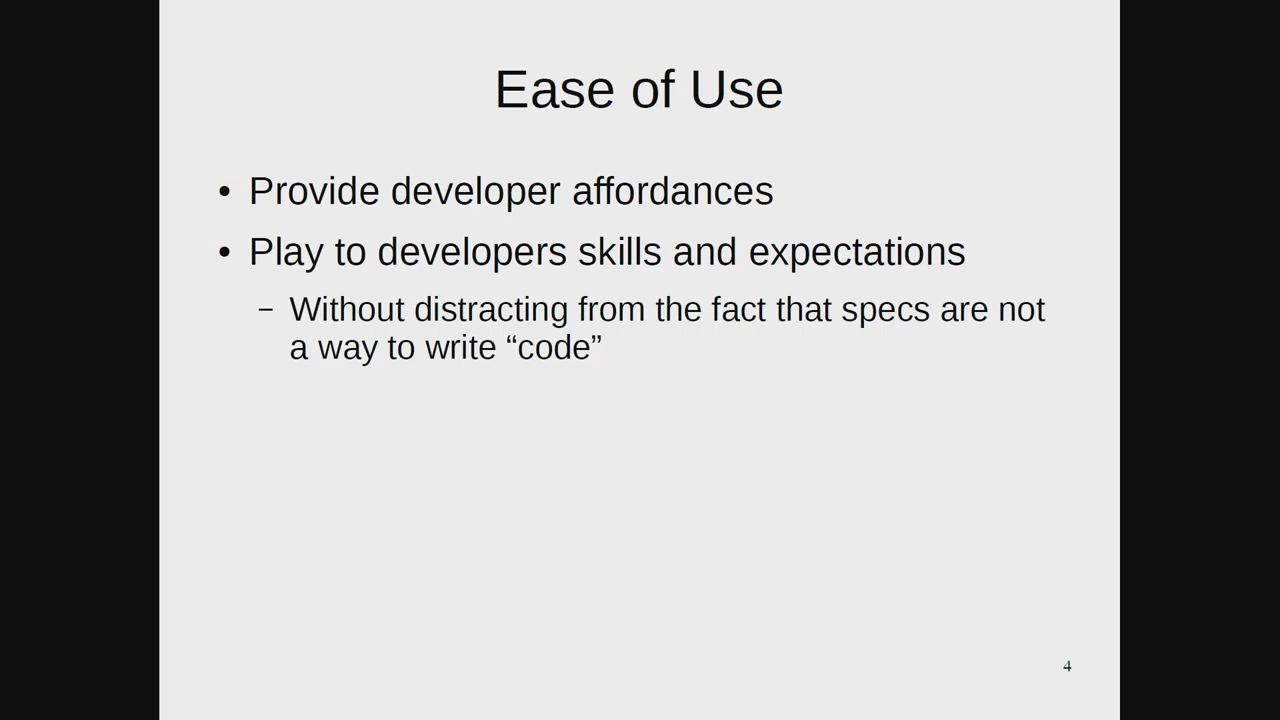 Ease of Use
• Provide developer affordances
• Play to developers skills and expectations
– Without distracting from the fact that specs are not
a way to write “code”
4